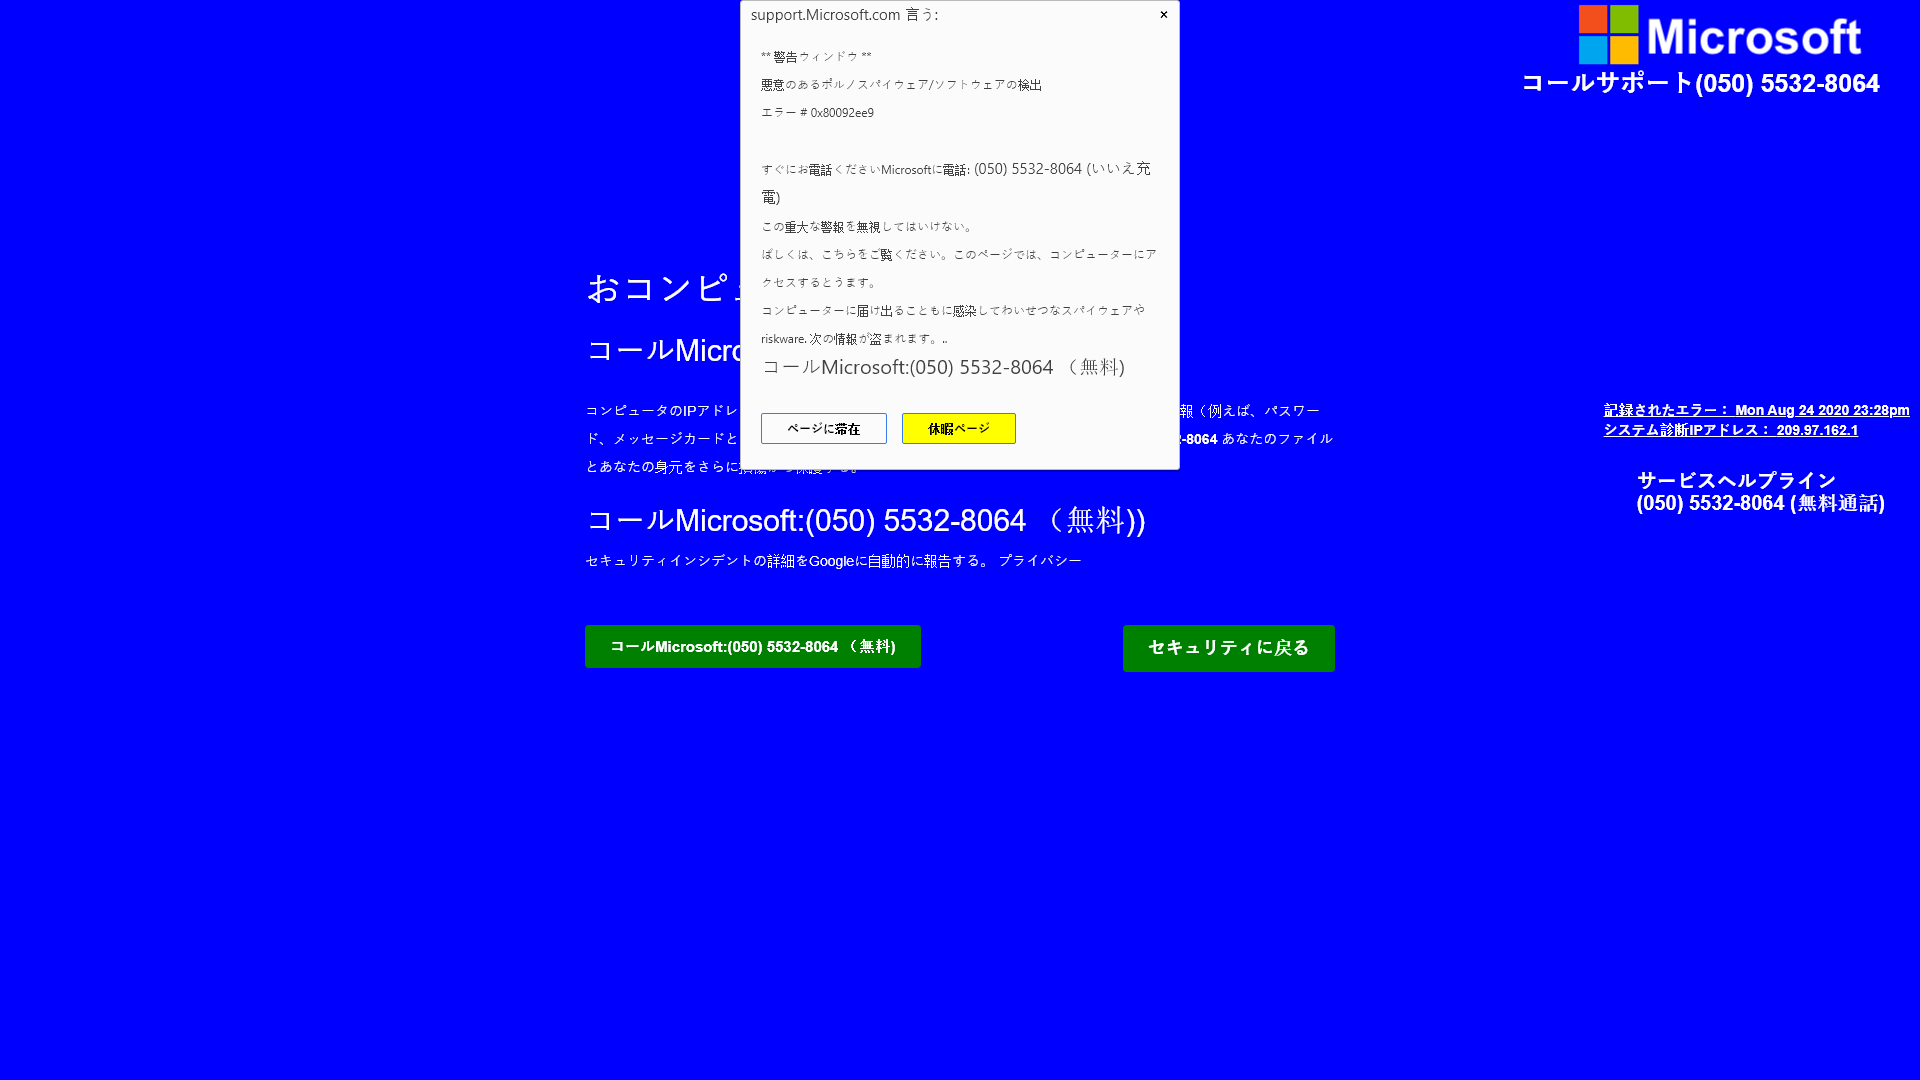 support.Microsoft.com 言う:
×
** 警告ウィンドウ **
悪意のあるポルノスパイウェア/ソフトウェアの検出
エラー # 0x80092ee9
すぐにお電話くださいMicrosoftに電話: (050) 5532-8064 (いいえ充
電)
この重大な警報を無視してはいけない。
ばしくは、こちらをご覧ください。このページでは、コンピューターにア
クセスするとうます。
コンピューターに届け出ることもに感染してわいせつなスパイウェアや
riskware. 次の情報が盗まれます。..
コールMicrosoft:(050) 5532-8064 （無料)
ページに滞在
休暇ページ
Microsoft
コールサポート(050) 5532-8064
おコンピュ
コールMicro
コンピュータのIPアドレ
報（例えば、パスワー
ド、メッセージカードと
-8064 あなたのファイル
とあなたの身元をさらに
コールMicrosoft:(050) 5532-8064 （無料))
セキュリティインシデントの詳細をGoogleに自動的に報告する。 プライバシー
コールMicrosoft:(050) 5532-8064 （無料)
セキュリティに戻る
記録されたエラー： Mon Aug 24 2020 23:28pm
システム診断IPアドレス： 209.97.162.1
サービスヘルプライン
(050) 5532-8064 (無料通話)